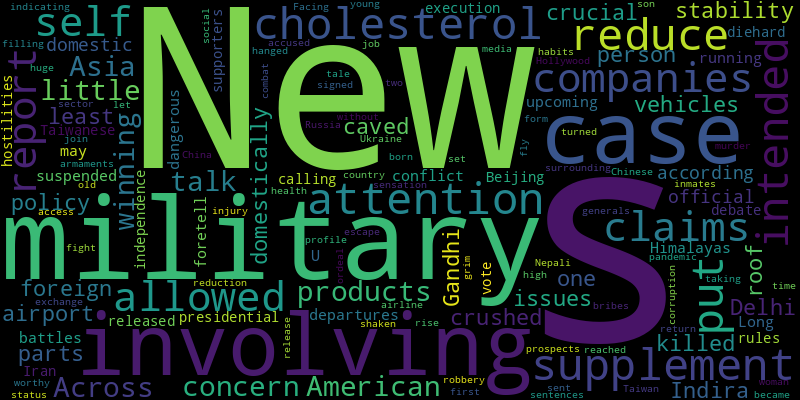 indicating
self
social
supporters
Facing
young
execution
crucial
son
stability
cholesterol
hanged
accused
job
media
habits
reduce
diehard
filling
huge
domestic
New
Hollywood
person
running
Asia
tale
two
combat
signed
companies
report
little
sector
let
dangerous
Russia
without
upcoming
vehicles
hostilities
least
winning
caved
Ukraine
form
case
Taiwanese
join
China
born
set
fly
turned
murder
intended
may
armaments
domestically
surrounding
Chinese
according
suspended
talk
calling
conflict
Beijing
country
health
sensation
inmates
policy
old
independence
attention
generals
official
access
injury
debate
military
foretell
profile
escape
U
ordeal
S
claims
fight
Gandhi
grim
vote
Nepali
Himalayas
pandemic
but
roof
foreign
reduction
products
high
one
taking
time
exchange
allowed
airline
issues
bribes
corruption
Delhi
airport
released
presidential
departures
crushed
Long
battles
release
shaken
rise
return
rules
parts
involving
prospects
reached
killed
Iran
worthy
supplement
status
Across
concern
American
robbery
first
sent
sentences
Taiwan
Indira
woman
became